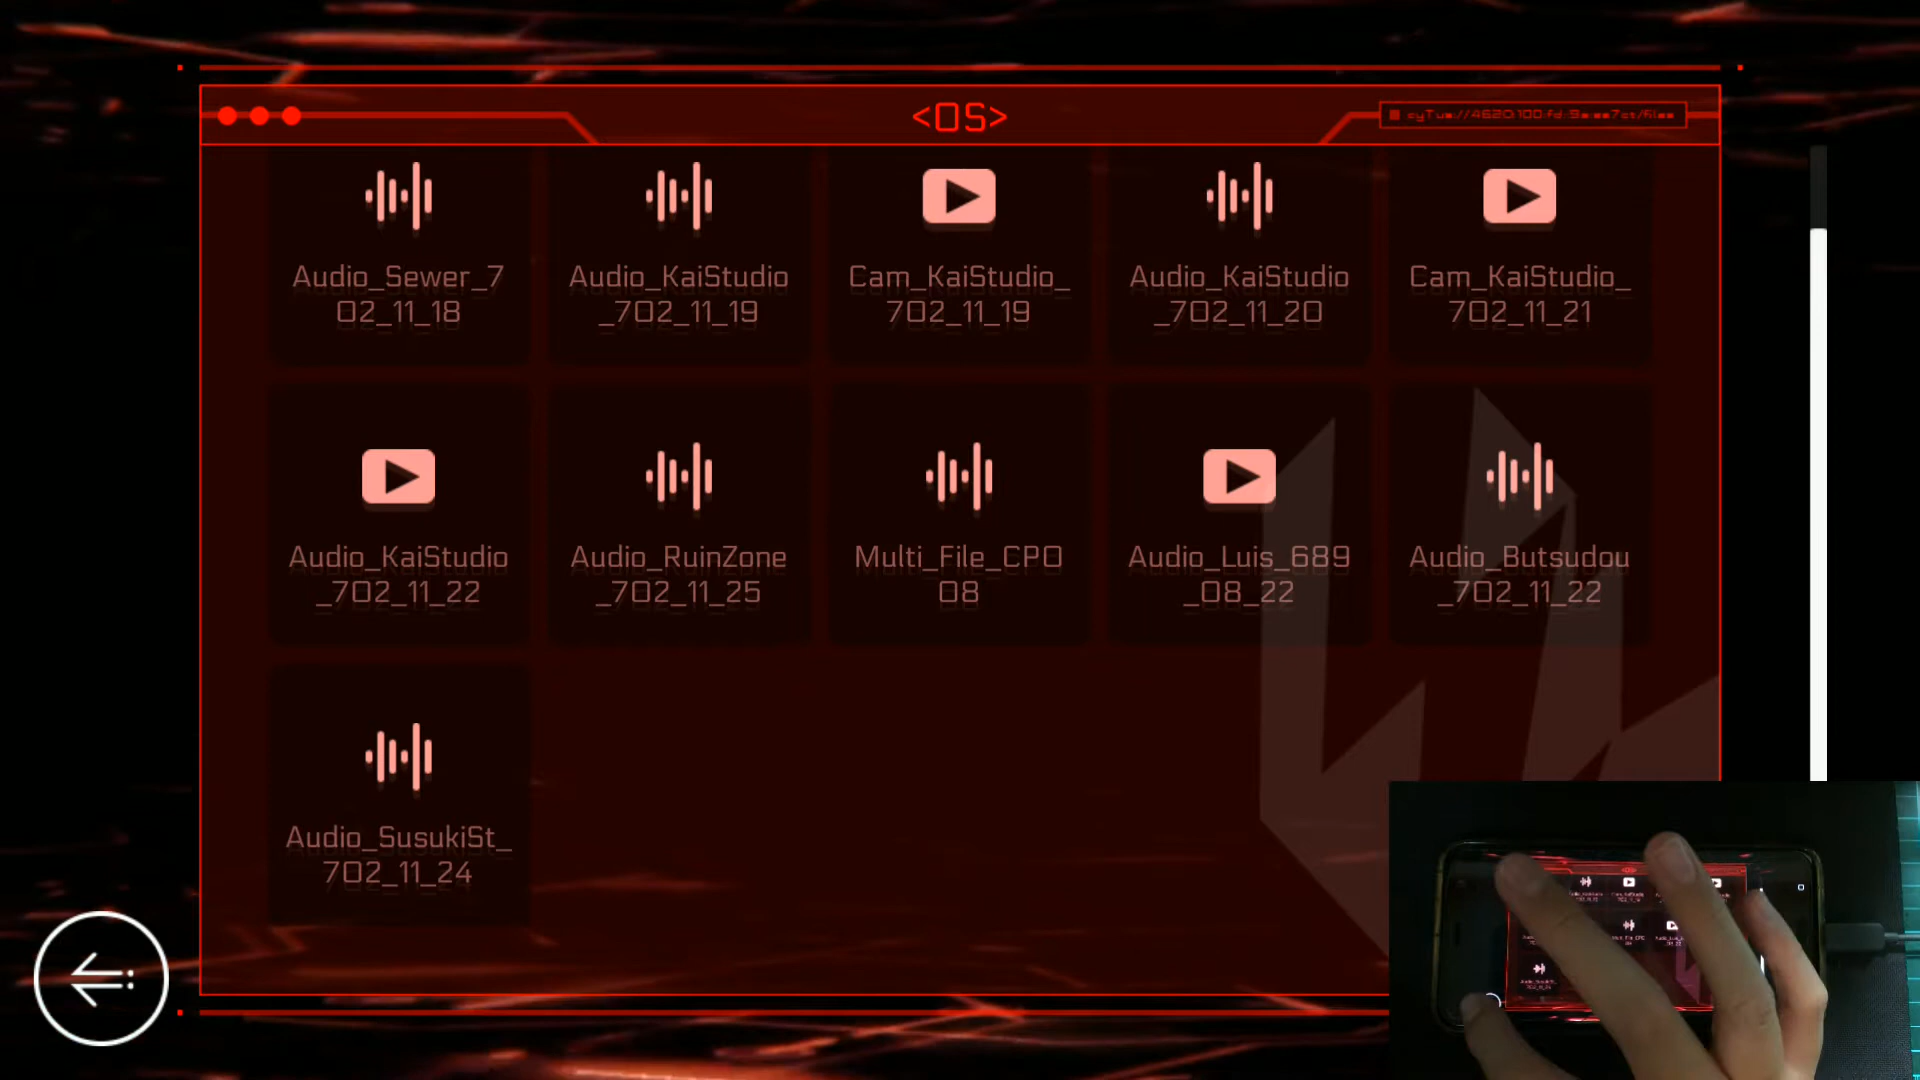 <OS>
Audio_Sewer_7
02_11_18
Audio_KaiStudio
_702_11_19
Cam_KaiStudio_
702_11_19
Audio_KaiStudio
_702_11_20
Cam_KaiStudio_
702_11_21
Audio_KaiStudio
_702_11_22
Audio_RuinZone
_702_11_25
Multi_File_CPO
08
Audio_Luis_689
_08_22
Audio_Butsudou
_702_11_22
Audio_SusukiSt_
702_11_24